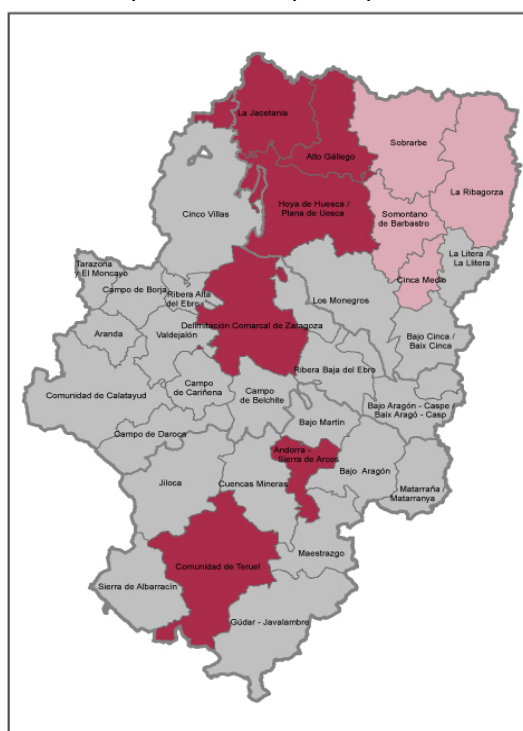 La Jacetania
Alto Gállego
Sobrarbe
La Ribagorza
Hoya de Huesca /
Plana de Uesca
Somontano
de Barbastro
Cinco Villas
La Litera /
La Llitera
Cinca Medio
Tarazona
y El Moncayo
Campo de Borja
Ribera Alta
del Ebro
Los Monegros
Delimitación Comarcal de Zaragoza
Aranda
Valdejalón
Bajo Cinca /
Baix Cinca
Ribera Baja del Ebro
Comunidad de Calatayud
Campo
de Cariñena
Campo
de Belchite
Bajo Aragón - Caspe /
Baix Aragó - Casp
Bajo Martín
Campo de Daroca
Andorra -
Sierra de Arcos
Bajo Aragón
Jiloca
Cuencas Mineras
Matarraña /
Matarranya
Maestrazgo
Comunidad de Teruel
Sierra de Albarracín
Gúdar - Javalambre